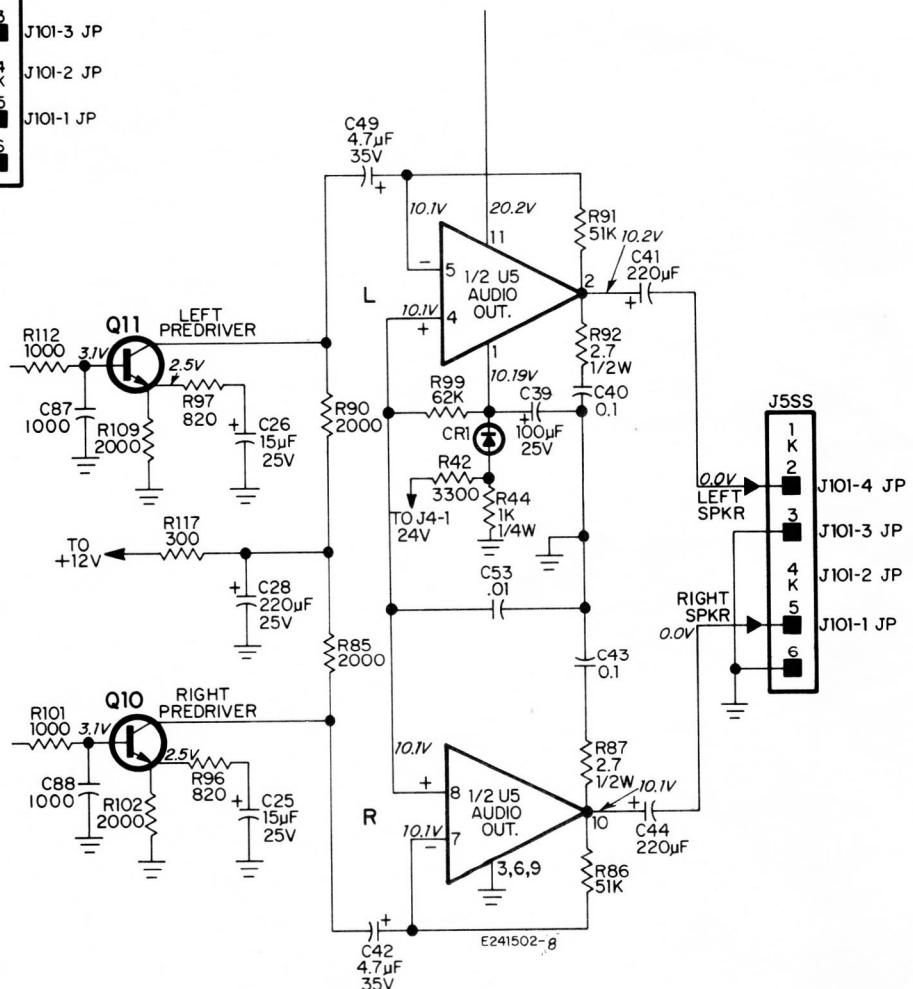 3
J101-3 JP
4
K
J101-2 JP
5
J101-1 JP
S
C49
4.7µF
35V
+
10.1V
20.2V
11
R91
51K
10.2V
C41
220µF
+
−
5
1/2 U5
AUDIO
OUT.
2
L
10.1V
+
4
1
10.19V
R92
2.7
1/2W
C40
0.1
LEFT
PREDRIVER
Q11
R112
1000
3.1V
2.5V
R97
820
C87
1000
R109
2000
+
C26
15µF
25V
R90
2000
R99
62K
C39
+
100µF
25V
CR1
R42
3300
TO J4-1
24V
R44
1K
1/4W
J5SS
1
K
2
0.0V
LEFT
SPKR
J101-4 JP
3
J101-3 JP
4
K
J101-2 JP
RIGHT
SPKR
0.0V
5
J101-1 JP
6
TO
+12V
R117
300
+
C28
220µF
25V
C53
.01
R85
2000
C43
0.1
RIGHT
PREDRIVER
Q10
R101
1000
3.1V
2.5V
R96
820
C88
1000
R102
2000
+
C25
15µF
25V
10.1V
+
8
1/2 U5
AUDIO
OUT.
R
10.1V
−
7
3,6,9
R87
2.7
1/2W
10.1V
10
+
C44
220µF
R86
51K
+
C42
4.7µF
35V
E241502-8